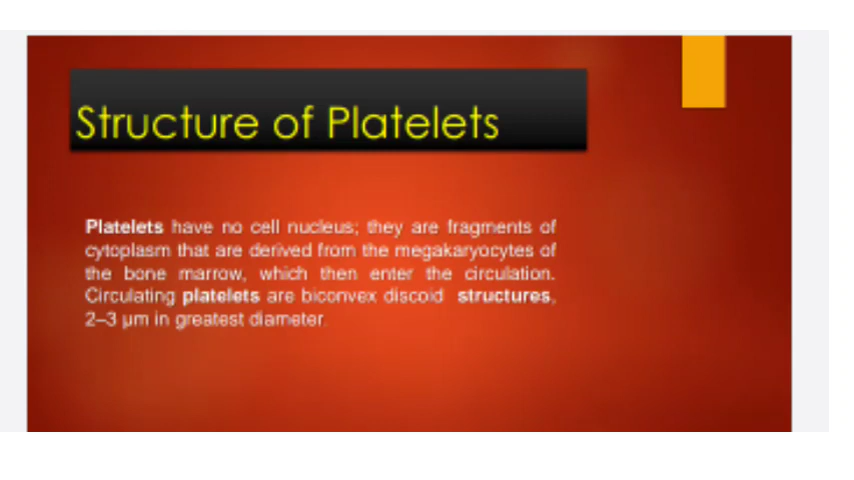 Structure of Platelets
Platelets have no cell nucleus; they are fragments of
cytoplasm that are derived from the megakaryocytes of
the bone marrow, which then enter the circulation.
Circulating platelets are biconvex discoid structures,
2–3 μm in greatest diameter.